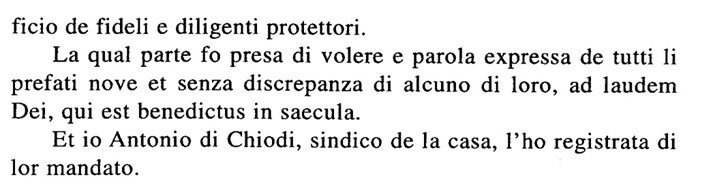 ficio de fideli e diligenti protettori.
La qual parte fo presa di volere e parola expressa de tutti li
prefati nove et senza discrepanza di alcuno di loro, ad laudem
Dei, qui est benedictus in saecula.
Et io Antonio di Chiodi, sindico de la casa, l'ho registrata di
lor mandato.